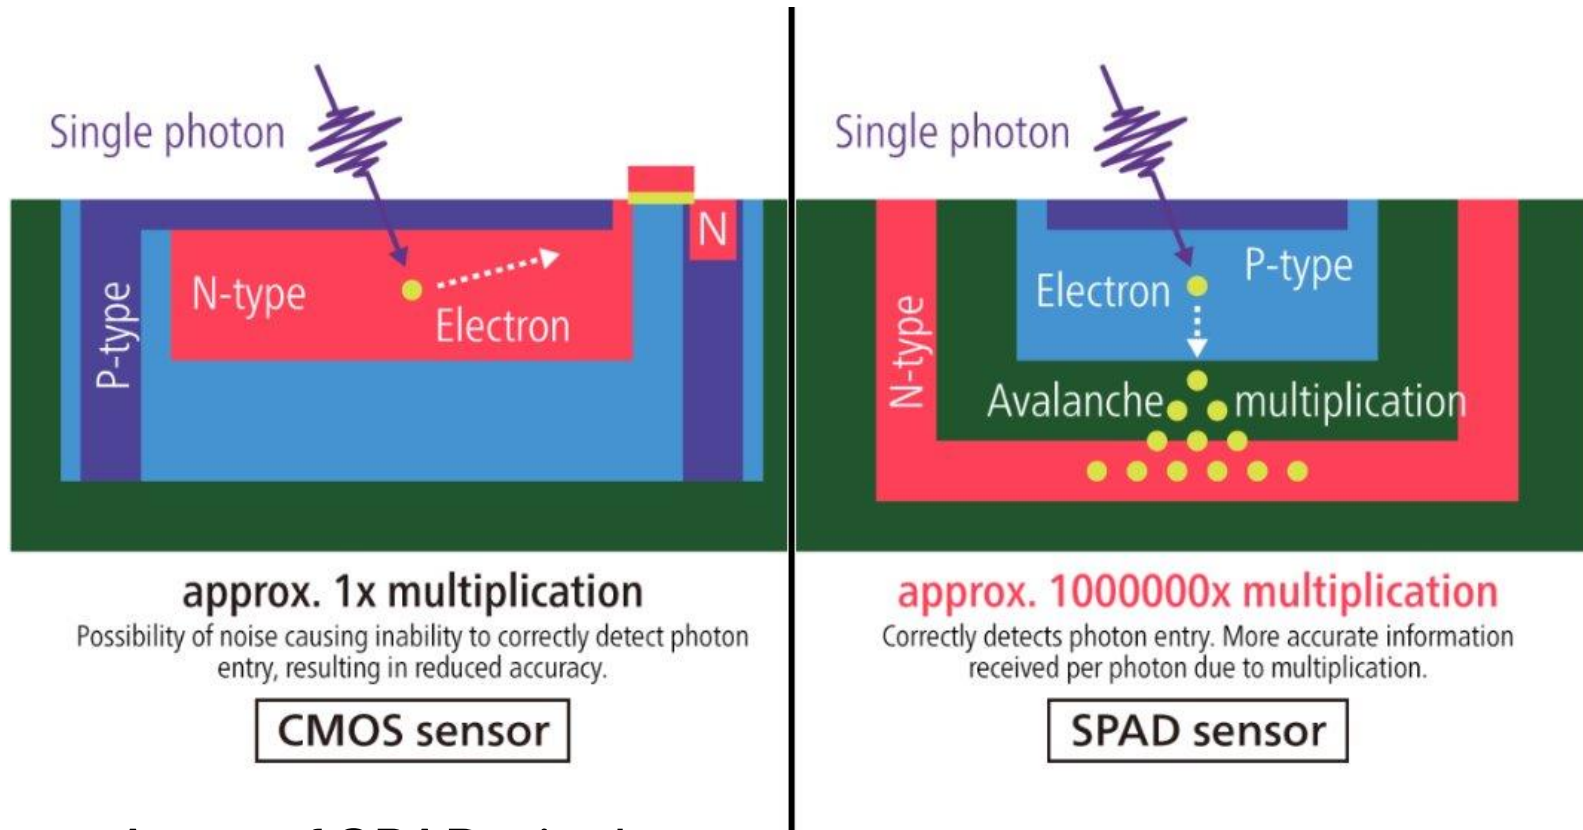 Single photon
N
N-type
P-type
Electron
approx. 1x multiplication
Possibility of noise causing inability to correctly detect photon
entry, resulting in reduced accuracy.
CMOS sensor
Single photon
P-type
Electron
N-type
Avalanche multiplication
approx. 1000000x multiplication
Correctly detects photon entry. More accurate information
received per photon due to multiplication.
SPAD sensor